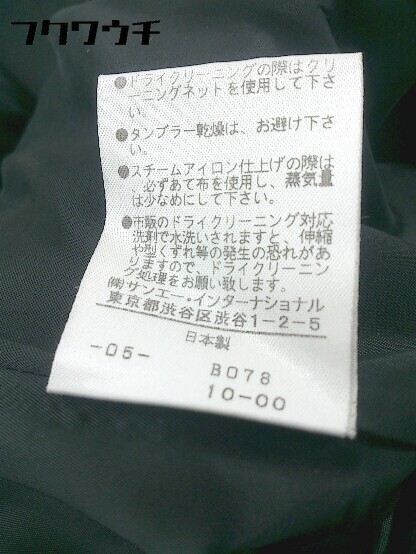 フクワウチ
●ドライクリーニングの際はクリ
ーニングネットを使用して下さ
い。
●タンブラー乾燥は、お避け下さ
い。
●スチームアイロン仕上げの際は
、必ずあて布を使用し、蒸気量
は少なめにして下さい。
●市販のドライクリーニング対応
洗剤で水洗いされますと、伸縮
や型くずれ等の発生の恐れがあ
りますので、ドライクリーニン
グ処理をお願い致します。
㈱サンエー・インターナショナル
東京都渋谷区渋谷1-2-5
日本製
-05- B078
10-00